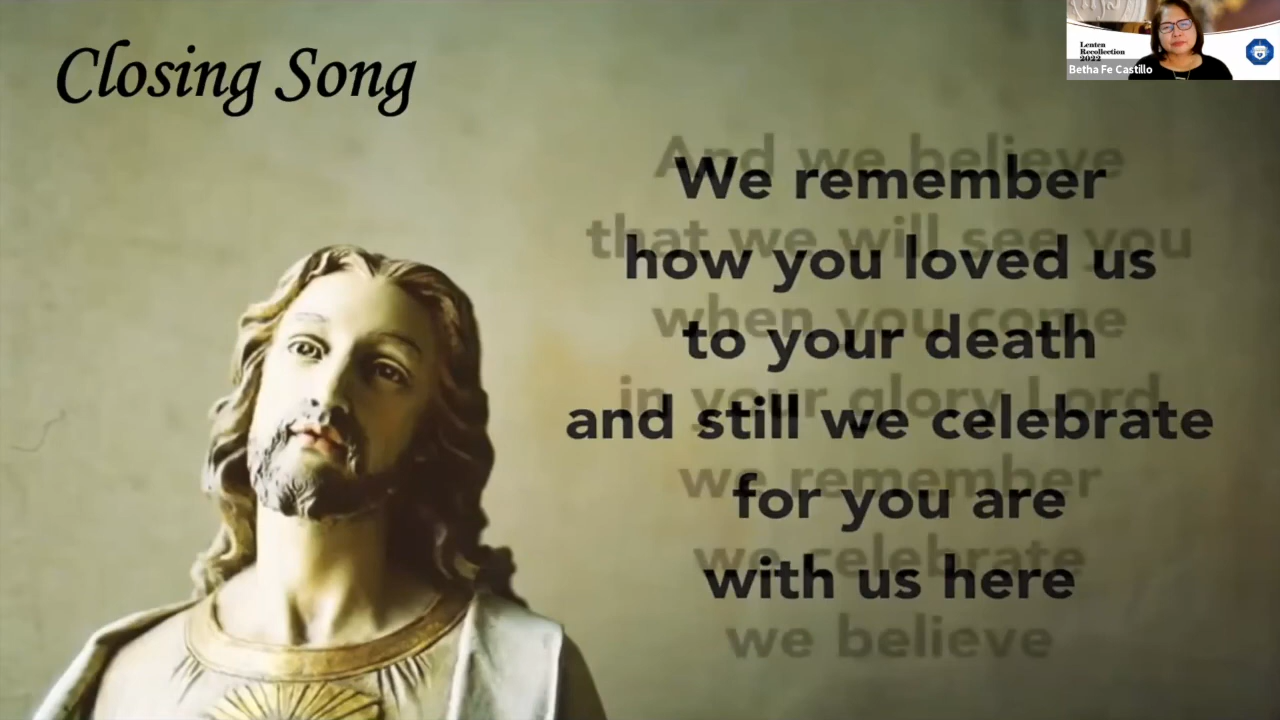 Closing Song
Lenten
Recollection
2022
Betha Fe Castillo
We remember
how you loved us
to your death
and still we celebrate
for you are
with us here
And we believe
that we will see you
when you come
in your glory Lord
we remember
we celebrate
we believe